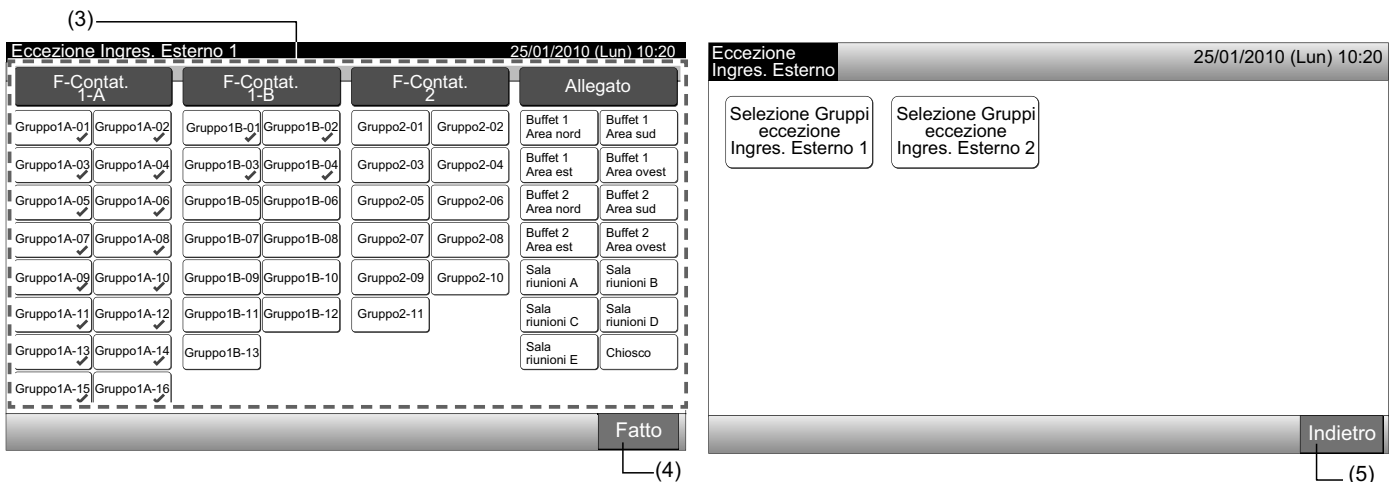 (3)
Eccezione Ingres. Esterno 1 25/01/2010 (Lun) 10:20
F-Contat.
1-A
F-Contat.
1-B
F-Contat.
2
Allegato
Gruppo1A-01 Gruppo1A-02
Gruppo1A-03 Gruppo1A-04
Gruppo1A-05 Gruppo1A-06
Gruppo1A-07 Gruppo1A-08
Gruppo1A-09 Gruppo1A-10
Gruppo1A-11 Gruppo1A-12
Gruppo1A-13 Gruppo1A-14
Gruppo1A-15 Gruppo1A-16
Gruppo1B-01 Gruppo1B-02
Gruppo1B-03 Gruppo1B-04
Gruppo1B-05 Gruppo1B-06
Gruppo1B-07 Gruppo1B-08
Gruppo1B-09 Gruppo1B-10
Gruppo1B-11 Gruppo1B-12
Gruppo1B-13
Gruppo2-01 Gruppo2-02
Gruppo2-03 Gruppo2-04
Gruppo2-05 Gruppo2-06
Gruppo2-07 Gruppo2-08
Gruppo2-09 Gruppo2-10
Gruppo2-11
Buffet 1
Area nord
Buffet 1
Area sud
Buffet 1
Area est
Buffet 1
Area ovest
Buffet 2
Area nord
Buffet 2
Area sud
Buffet 2
Area est
Buffet 2
Area ovest
Sala
riunioni A
Sala
riunioni B
Sala
riunioni C
Sala
riunioni D
Sala
riunioni E
Chiosco
Fatto
(4)
Eccezione
Ingres. Esterno
25/01/2010 (Lun) 10:20
Selezione Gruppi
eccezione
Ingres. Esterno 1
Selezione Gruppi
eccezione
Ingres. Esterno 2
Indietro
(5)